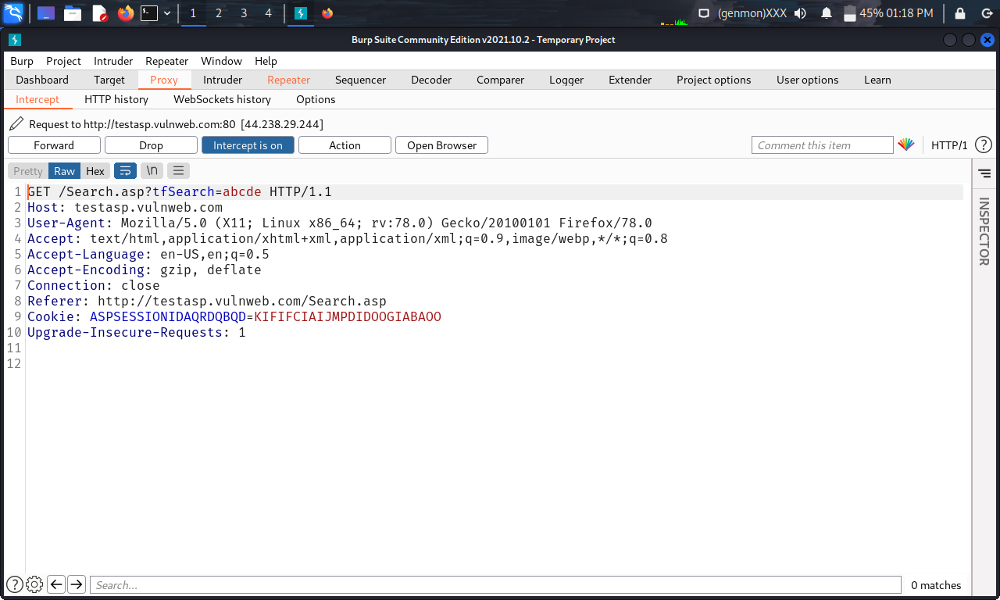 1 2 3 4 (genmon)XXX 45% 01:18 PM
Burp Suite Community Edition v2021.10.2 - Temporary Project
Burp Project Intruder Repeater Window Help
Dashboard Target Proxy Intruder Repeater Sequencer Decoder Comparer Logger Extender Project options User options Learn
Intercept HTTP history WebSockets history Options
Request to http://testasp.vulnweb.com:80 [44.238.29.244]
Forward Drop Intercept is on Action Open Browser Comment this item HTTP/1 ?
Pretty Raw Hex \n
1 GET /Search.asp?tfSearch=abcde HTTP/1.1
2 Host: testasp.vulnweb.com
3 User-Agent: Mozilla/5.0 (X11; Linux x86_64; rv:78.0) Gecko/20100101 Firefox/78.0
4 Accept: text/html,application/xhtml+xml,application/xml;q=0.9,image/webp,*/*;q=0.8
5 Accept-Language: en-US,en;q=0.5
6 Accept-Encoding: gzip, deflate
7 Connection: close
8 Referer: http://testasp.vulnweb.com/Search.asp
9 Cookie: ASPSESSIONIDAQRDQBQD=KIFIFCIAIJMPDIDOOGIABAOO
10 Upgrade-Insecure-Requests: 1
11
12
INSPECTOR
? Search... 0 matches